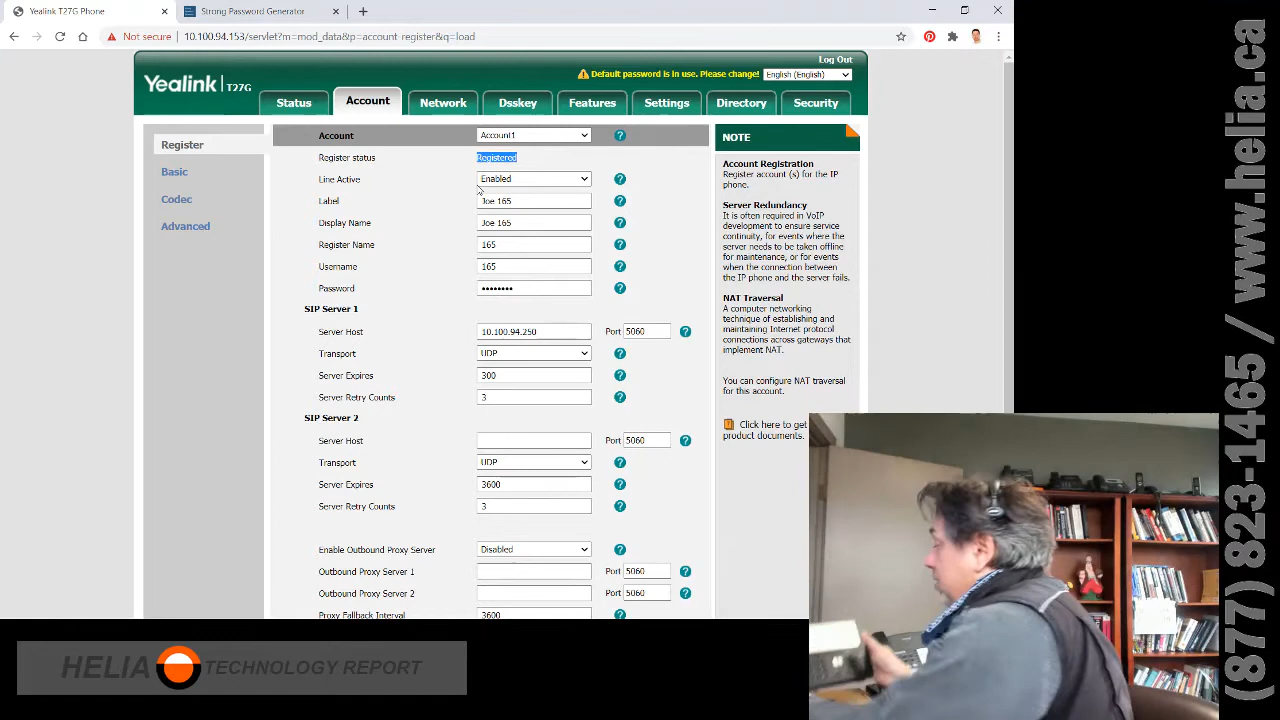 Yealink T27G Phone
Strong Password Generator
Not secure
10.100.94.153/servlet?m=mod_data&p=account-register&q=load
Log Out
Yealink | T27G
Default password is in use. Please change!
English (English)
Status
Account
Network
Dsskey
Features
Settings
Directory
Security
Register
Basic
Codec
Advanced
Account
Account1
?
Register status
Registered
Line Active
Enabled
?
Label
Joe 165
?
Display Name
Joe 165
?
Register Name
165
?
Username
165
?
Password
••••••••
?
SIP Server 1
Server Host
10.100.94.250
Port
5060
?
Transport
UDP
?
Server Expires
300
?
Server Retry Counts
3
?
SIP Server 2
Server Host
Port
5060
?
Transport
UDP
?
Server Expires
3600
?
Server Retry Counts
3
?
Enable Outbound Proxy Server
Disabled
?
Outbound Proxy Server 1
Port
5060
?
Outbound Proxy Server 2
Port
5060
?
Proxy Fallback Interval
3600
?
NOTE
Account Registration
Register account (s) for the IP
phone.
Server Redundancy
It is often required in VoIP
development to ensure service
continuity, for events where the
server needs to be taken offline
for maintenance, or for events
when the connection between
the IP phone and the server fails.
NAT Traversal
A computer networking
technique of establishing and
maintaining Internet protocol
connections across gateways that
implement NAT.
You can configure NAT traversal
for this account.
Click here to get
product documents.
HELIA TECHNOLOGY REPORT
(877) 823-1465 / www.helia.ca